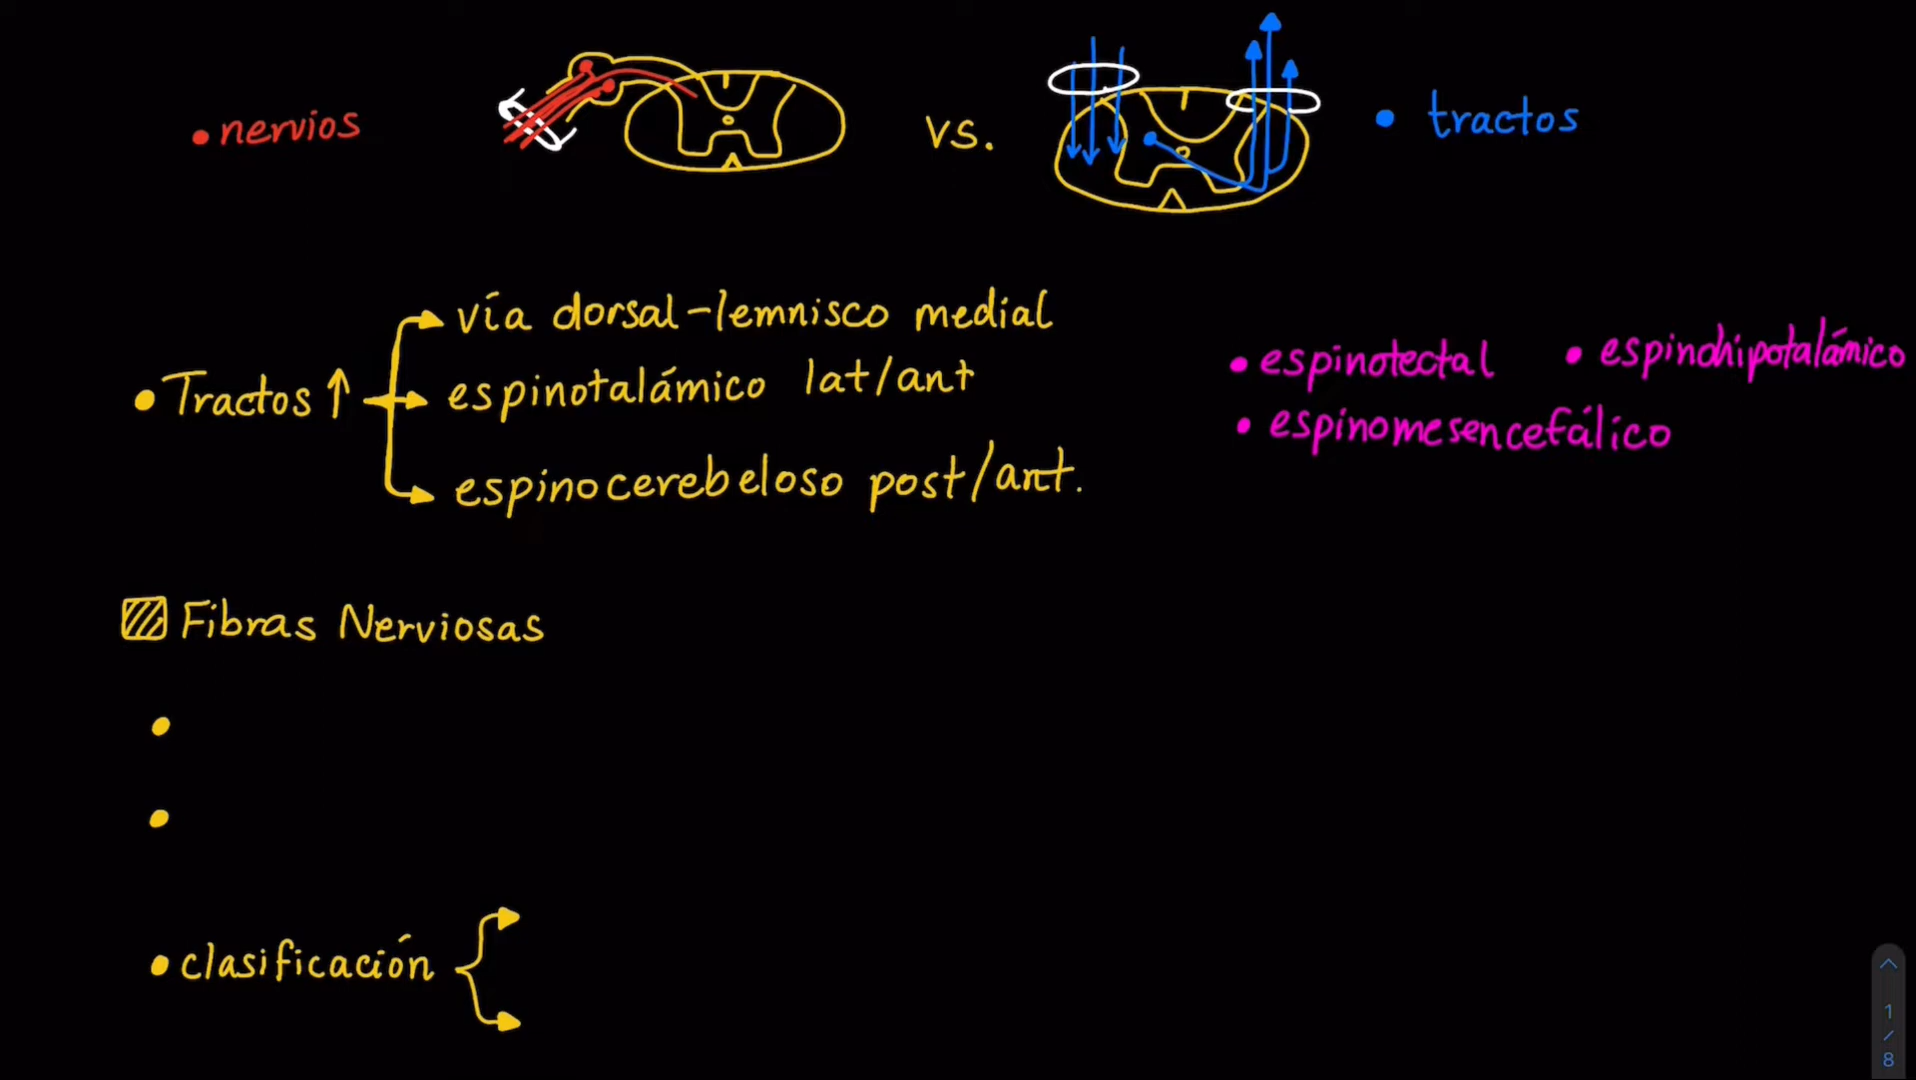 • nervios
vs.
• tractos
• Tractos ↑
vía dorsal-lemnisco medial
espinotalámico lat/ant
espinocerebeloso post/ant.
• espinotectal
• espinohipotalámico
• espinomesencefálico
Fibras Nerviosas
• clasificación
1
/
8